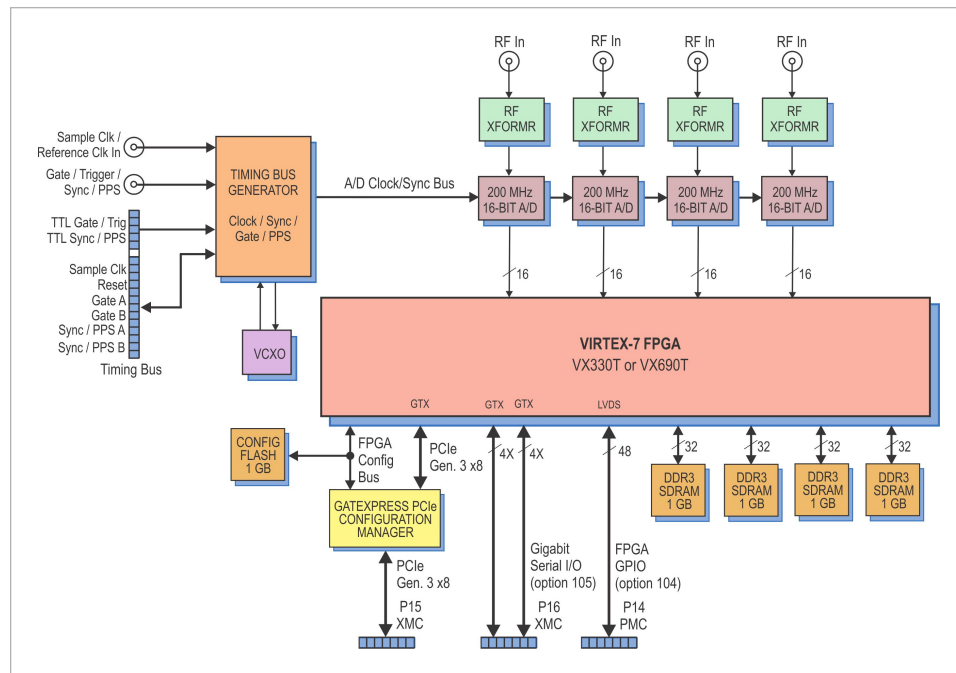 RF In
RF In
RF In
RF In
RF
XFORMR
RF
XFORMR
RF
XFORMR
RF
XFORMR
Sample Clk /
Reference Clk In
Gate / Trigger /
Sync / PPS
TTL Gate / Trig
TTL Sync / PPS
Sample Clk
Reset
Gate A
Gate B
Sync / PPS A
Sync / PPS B
Timing Bus
TIMING BUS
GENERATOR
Clock / Sync /
Gate / PPS
VCXO
A/D Clock/Sync Bus
200 MHz
16-BIT A/D
200 MHz
16-BIT A/D
200 MHz
16-BIT A/D
200 MHz
16-BIT A/D
16
16
16
16
VIRTEX-7 FPGA
VX330T or VX690T
GTX
GTX
GTX
LVDS
CONFIG
FLASH
1 GB
FPGA
Config
Bus
PCIe
Gen. 3 x8
4X
4X
48
32
32
32
32
DDR3
SDRAM
1 GB
DDR3
SDRAM
1 GB
DDR3
SDRAM
1 GB
DDR3
SDRAM
1 GB
GATEXPRESS PCIe
CONFIGURATION
MANAGER
PCIe
Gen. 3 x8
P15
XMC
Gigabit
Serial I/O
(option 105)
P16
XMC
FPGA
GPIO
(option 104)
P14
PMC